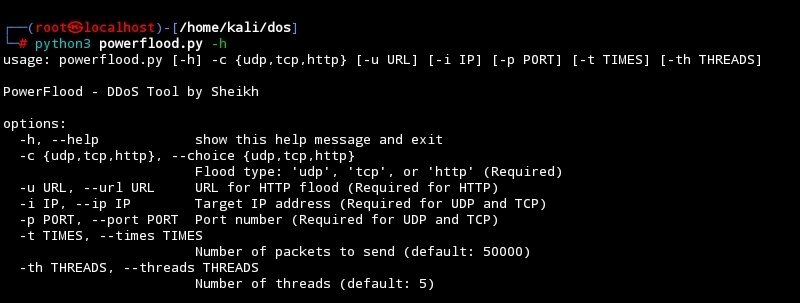 ┌──(root㉿localhost)-[/home/kali/dos]
└─# python3 powerflood.py -h
usage: powerflood.py [-h] -c {udp,tcp,http} [-u URL] [-i IP] [-p PORT] [-t TIMES] [-th THREADS]
PowerFlood - DDoS Tool by Sheikh
options:
-h, --help show this help message and exit
-c {udp,tcp,http}, --choice {udp,tcp,http}
Flood type: 'udp', 'tcp', or 'http' (Required)
-u URL, --url URL URL for HTTP flood (Required for HTTP)
-i IP, --ip IP Target IP address (Required for UDP and TCP)
-p PORT, --port PORT Port number (Required for UDP and TCP)
-t TIMES, --times TIMES
Number of packets to send (default: 50000)
-th THREADS, --threads THREADS
Number of threads (default: 5)